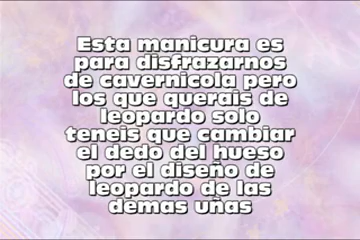 Esta manicura es
para disfrazarnos
de cavernicola pero
los que querais de
leopardo solo
teneis que cambiar
el dedo del hueso
por el diseño de
leopardo de las
demas uñas